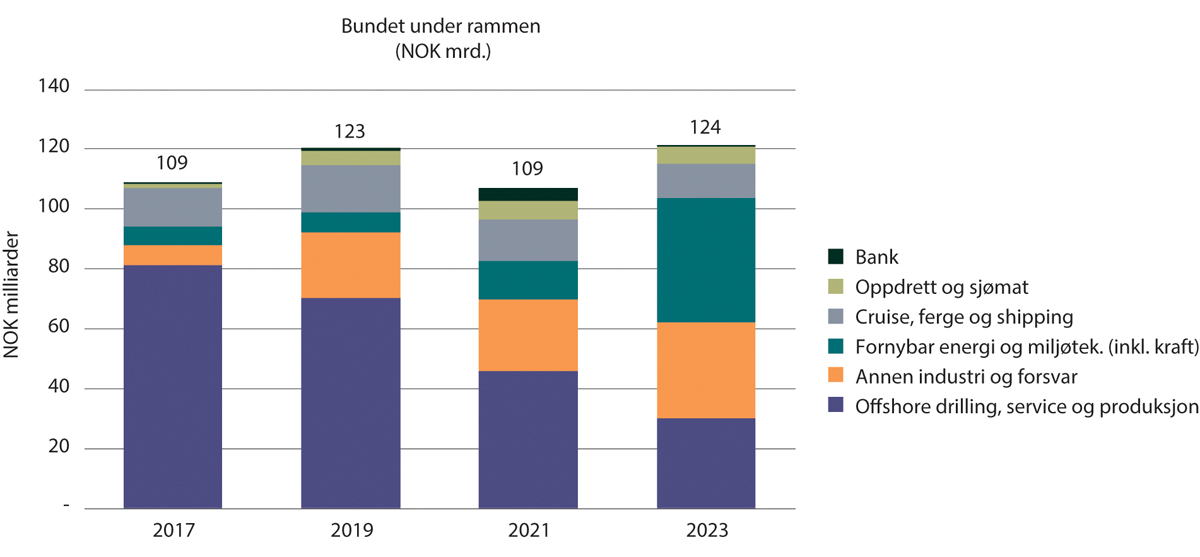 Bundet under rammen
(NOK mrd.)
NOK milliarder
140
120
100
80
60
40
20
-
109
123
109
124
2017
2019
2021
2023
Bank
Oppdrett og sjømat
Cruise, ferge og shipping
Fornybar energi og miljøtek. (inkl. kraft)
Annen industri og forsvar
Offshore drilling, service og produksjon